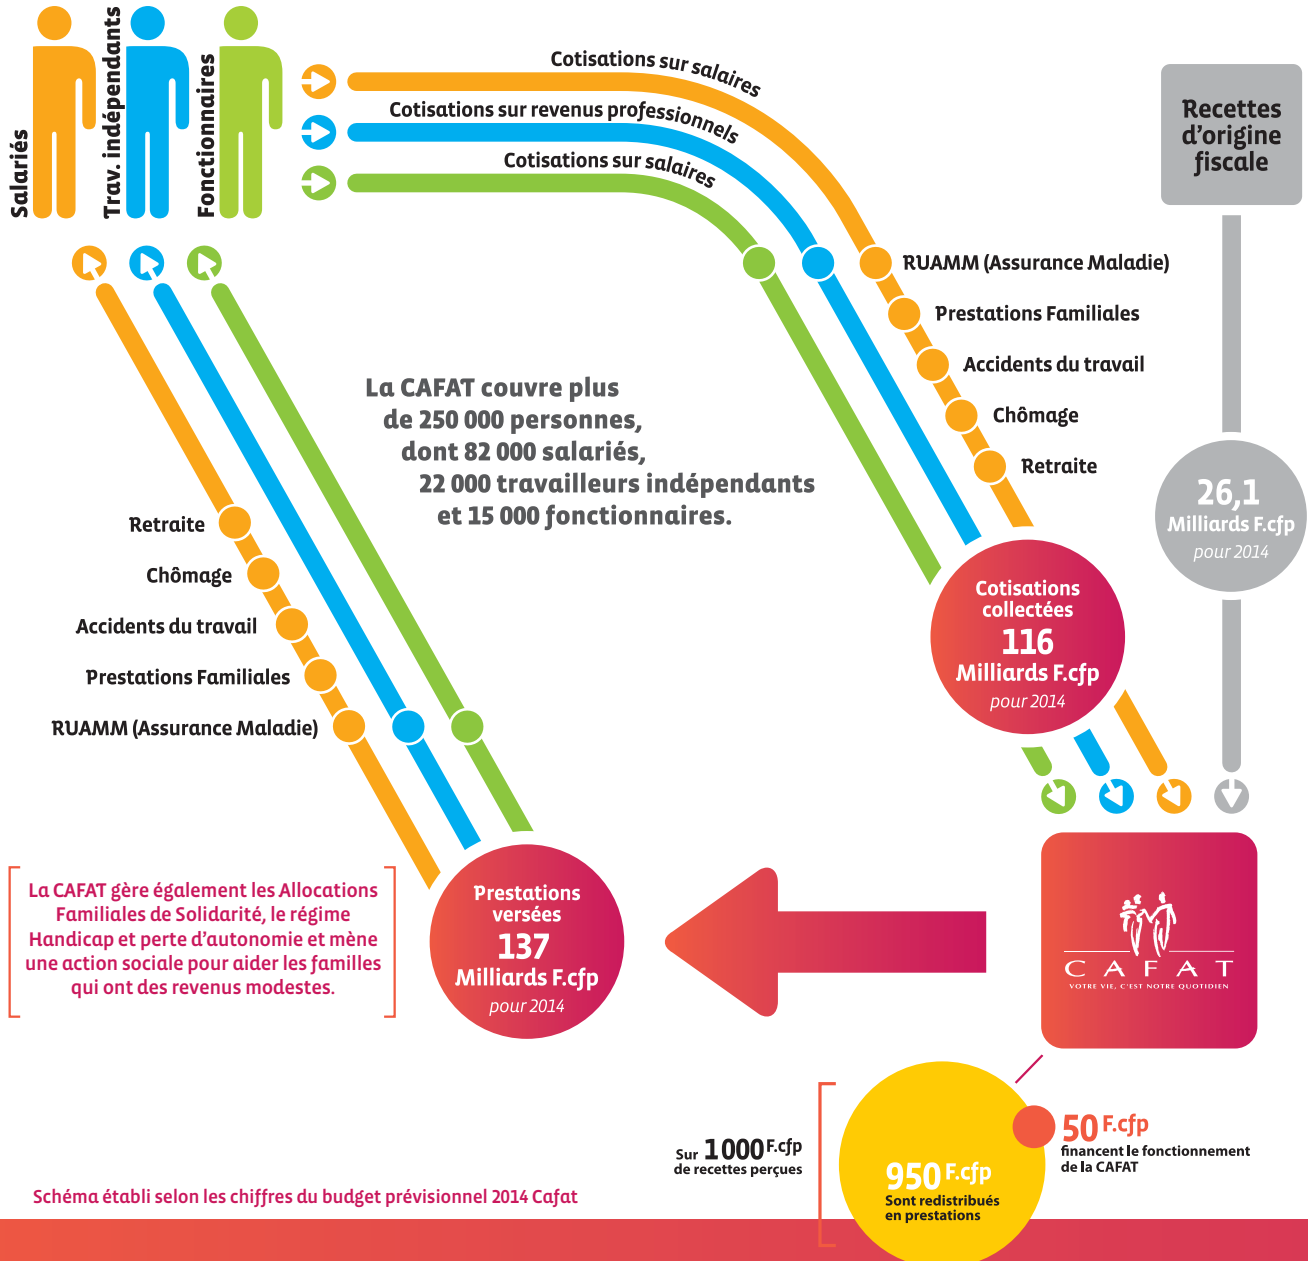 Salariés
Trav. indépendants
Fonctionnaires
Cotisations sur salaires
Cotisations sur revenus professionnels
Cotisations sur salaires
Recettes
d'origine
fiscale
RUAMM (Assurance Maladie)
Prestations Familiales
Accidents du travail
Chômage
Retraite
26,1
Milliards F.cfp
pour 2014
La CAFAT couvre plus
de 250 000 personnes,
dont 82 000 salariés,
22 000 travailleurs indépendants
et 15 000 fonctionnaires.
Retraite
Chômage
Accidents du travail
Prestations Familiales
RUAMM (Assurance Maladie)
Cotisations
collectées
116
Milliards F.cfp
pour 2014
La CAFAT gère également les Allocations
Familiales de Solidarité, le régime
Handicap et perte d'autonomie et mène
une action sociale pour aider les familles
qui ont des revenus modestes.
Prestations
versées
137
Milliards F.cfp
pour 2014
CAFAT
VOTRE VIE, C'EST NOTRE QUOTIDIEN
Sur 1000 F.cfp
de recettes perçues
950 F.cfp
Sont redistribués
en prestations
50 F.cfp
financent le fonctionnement
de la CAFAT
Schéma établi selon les chiffres du budget prévisionnel 2014 Cafat